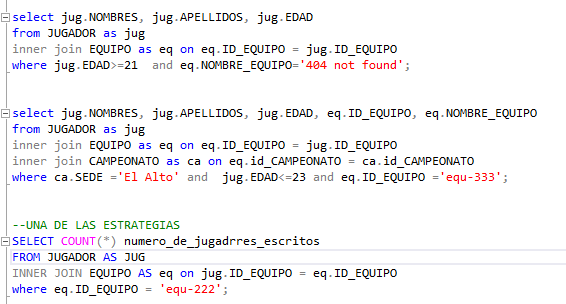 select jug.NOMBRES, jug.APELLIDOS, jug.EDAD
from JUGADOR as jug
inner join EQUIPO as eq on eq.ID_EQUIPO = jug.ID_EQUIPO
where jug.EDAD>=21  and eq.NOMBRE_EQUIPO='404 not found';
select jug.NOMBRES, jug.APELLIDOS, jug.EDAD, eq.ID_EQUIPO, eq.NOMBRE_EQUIPO
from JUGADOR as jug
inner join EQUIPO as eq on eq.ID_EQUIPO = jug.ID_EQUIPO
inner join CAMPEONATO as ca on eq.id_CAMPEONATO = ca.id_CAMPEONATO
where ca.SEDE ='El Alto' and  jug.EDAD<=23 and eq.ID_EQUIPO ='equ-333';
--UNA DE LAS ESTRATEGIAS
SELECT COUNT(*) numero_de_jugadrres_escritos
FROM JUGADOR AS JUG
INNER JOIN EQUIPO AS eq on jug.ID_EQUIPO = eq.ID_EQUIPO
where eq.ID_EQUIPO = 'equ-222';